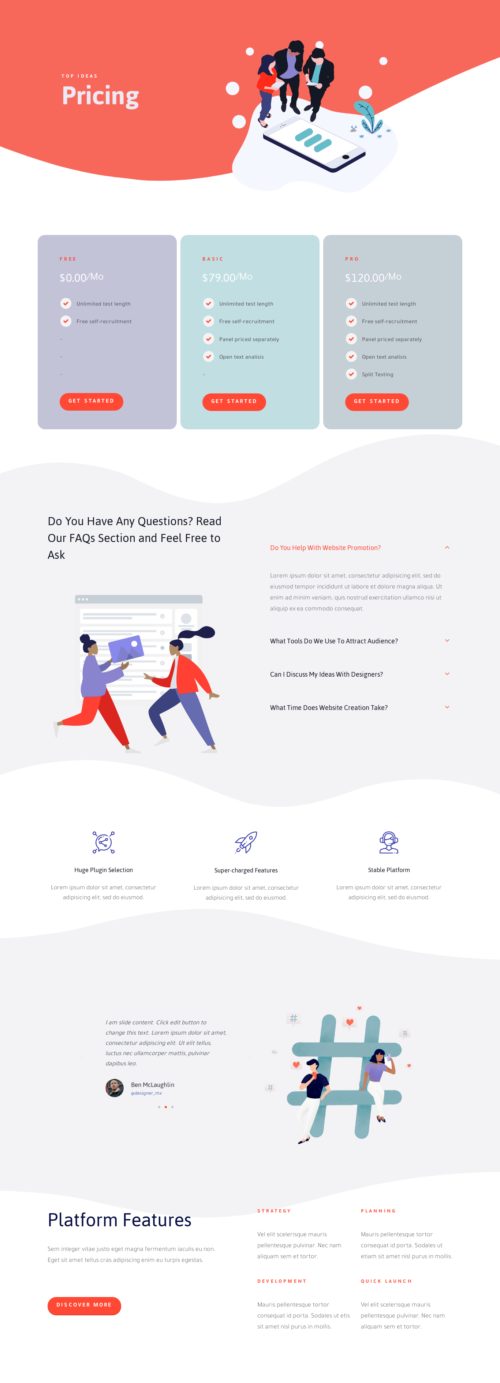 TOP IDEAS
Pricing
FREE
$0.00/Mo
Unlimited test length
Free self-recruitment
-
-
-
GET STARTED
BASIC
$79.00/Mo
Unlimited test length
Free self-recruitment
Panel priced separately
Open text analisis
-
GET STARTED
PRO
$120.00/Mo
Unlimited test length
Free self-recruitment
Panel priced separately
Open text analisis
Split Testing
GET STARTED
Do You Have Any Questions? Read
Our FAQs Section and Feel Free to
Ask
Do You Help With Website Promotion?
Lorem ipsum dolor sit amet, consectetur adipisicing elit, sed do
eiusmod tempor incididunt ut labore et dolore magna aliqua. Ut
enim ad minim veniam, quis nostrud exercitation ullamco nisi ut
aliquip ex ea commodo consequat.
What Tools Do We Use To Attract Audience?
Can I Discuss My Ideas With Designers?
What Time Does Website Creation Take?
Huge Plugin Selection
Lorem ipsum dolor sit amet, consectetur
adipisicing elit, sed do eiusmod.
Super-charged Features
Lorem ipsum dolor sit amet, consectetur
adipisicing elit, sed do eiusmod.
Stable Platform
Lorem ipsum dolor sit amet, consectetur
adipisicing elit, sed do eiusmod.
I am slide content. Click edit button to
change this text. Lorem ipsum dolor sit amet,
consectetur adipiscing elit. Ut elit tellus,
luctus nec ullamcorper mattis, pulvinar
dapibus leo.
Ben McLaughlin
@designer_mx
#
#
#
Platform Features
Sem integer vitae justo eget magna fermentum iaculis eu non.
Eget sit amet tellus cras adipiscing enim eu turpis egestas.
DISCOVER MORE
STRATEGY
Vel elit scelerisque mauris
pellentesque pulvinar. Nec nam
aliquam sem et tortor.
PLANNING
Mauris pellentesque tortor
consequat id porta. Sodales ut
etiam sit amet nisl purus in mollis.
DEVELOPMENT
Mauris pellentesque tortor
consequat id porta. Sodales ut etis
sit amet nisl purus in mollis.
QUICK LAUNCH
Vel elit scelerisque mauris
pellentesque pulvinar. Nec nam
aliquam sem et tortor.